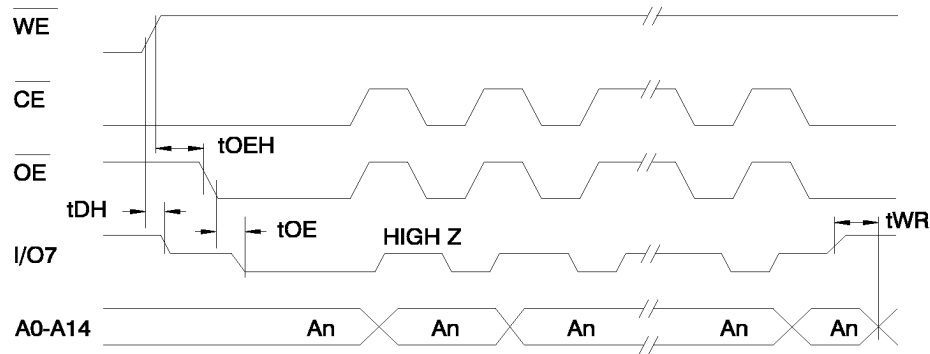 WE
CE
tOEH
OE
tDH
tOE
HIGH Z
tWR
I/O7
A0-A14 An An An An An